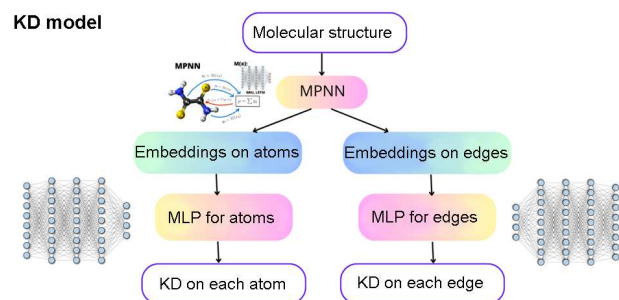 KD model
Molecular structure
MPNN
M(x):
MPNN
Embeddings on atoms
Embeddings on edges
MLP for atoms
MLP for edges
KD on each atom
KD on each edge